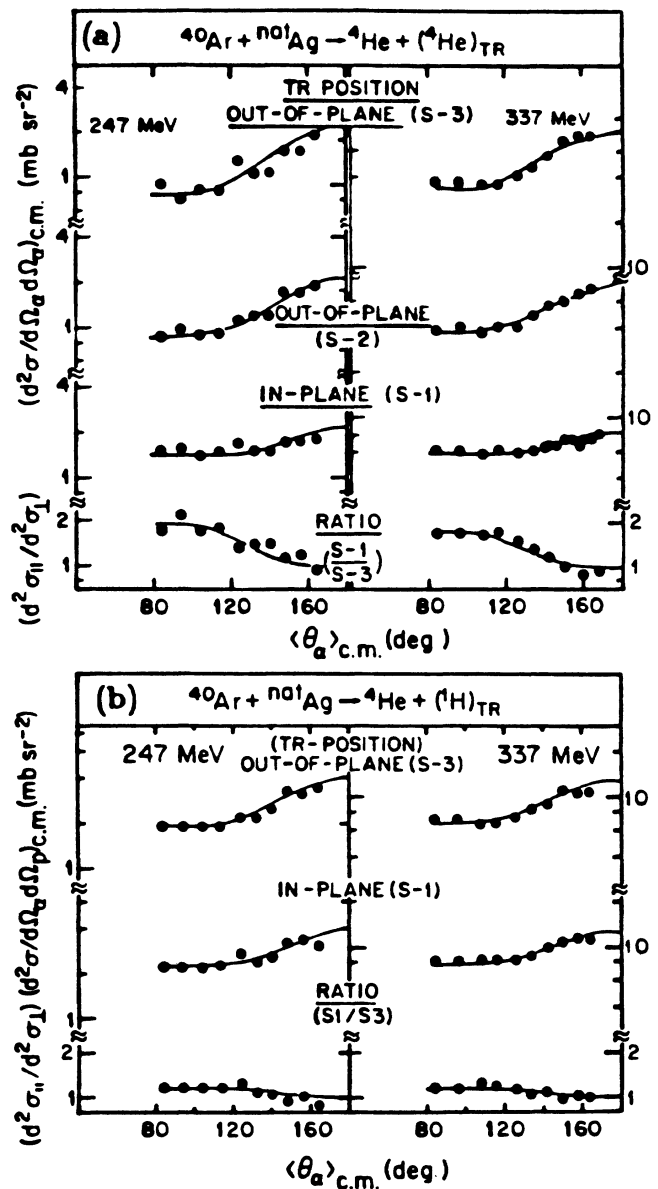 (a) ⁴⁰Ar + ⁿᵃᵗAg → ⁴He + (⁴He)TR
TR POSITION
OUT-OF-PLANE (S-3)
247 MeV
337 MeV
(d²σ/dΩα dΩα)c.m. (mb sr⁻²)
4
1
4
1
10
OUT-OF-PLANE
(S-2)
IN-PLANE (S-1)
4
1
10
RATIO
(S-1/S-3)
(d²σ∥/d²σ⊥)
2
1
2
1
80 120 160 80 120 160
⟨θα⟩c.m. (deg)
(b) ⁴⁰Ar + ⁿᵃᵗAg → ⁴He + (¹H)TR
247 MeV
(TR-POSITION)
OUT-OF-PLANE (S-3)
337 MeV
(d²σ∥/d²σ⊥) (d²σ/dΩα dΩp)c.m. (mb sr⁻²)
1
10
IN-PLANE (S-1)
1
10
RATIO
(S1/S3)
2
1
2
1
80 120 160 80 120 160
⟨θα⟩c.m. (deg)